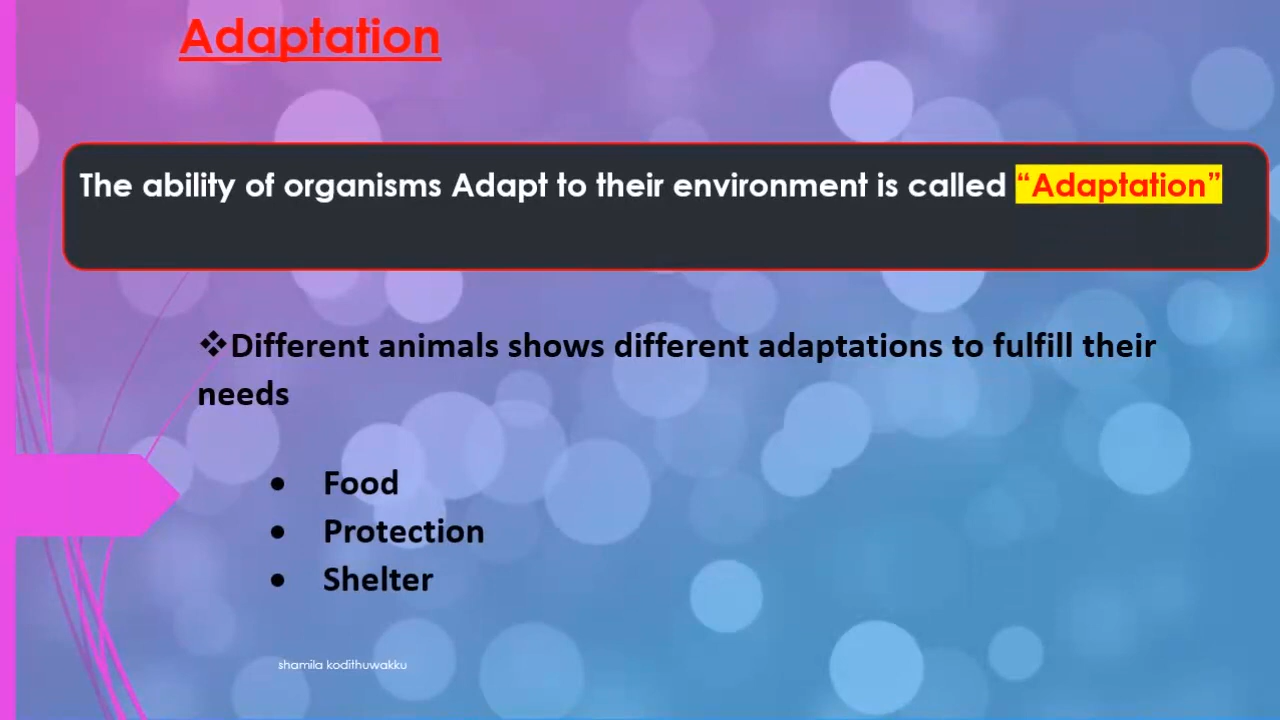 Adaptation
The ability of organisms Adapt to their environment is called “Adaptation”
❖Different animals shows different adaptations to fulfill their
needs
• Food
• Protection
• Shelter
shamila kodithuwakku